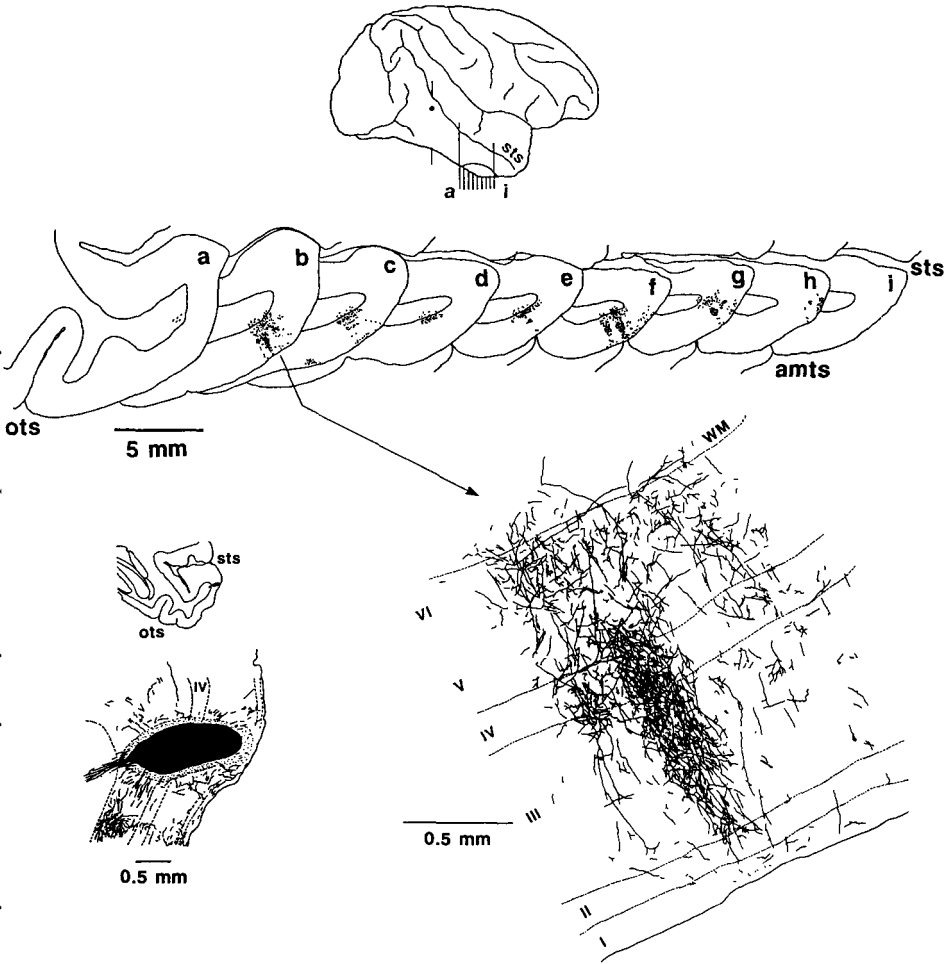 sts
a i
a b c d e f g h i
sts
amts
ots
5 mm
WM
sts
ots
VI
V
IV
IV
III
0.5 mm
0.5 mm
II
I